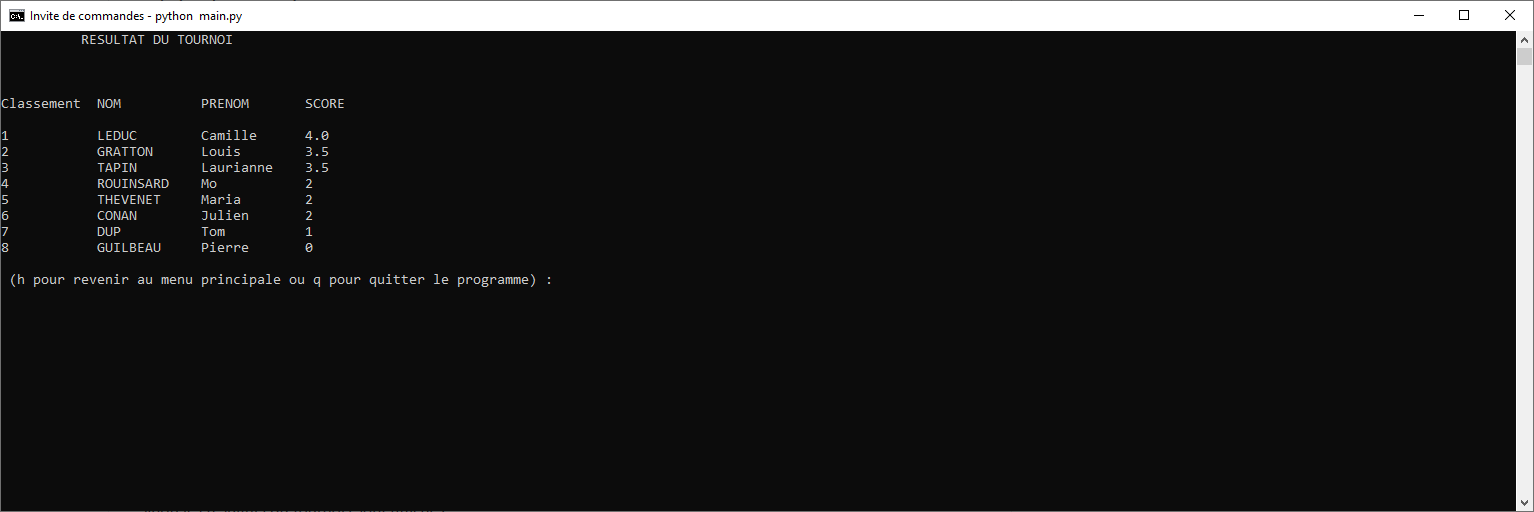 Invite de commandes - python  main.py
RESULTAT DU TOURNOI
Classement  NOM          PRENOM       SCORE
1           LEDUC        Camille      4.0
2           GRATTON      Louis        3.5
3           TAPIN        Laurianne    3.5
4           ROUINSARD    Mo           2
5           THEVENET     Maria        2
6           CONAN        Julien       2
7           DUP          Tom          1
8           GUILBEAU     Pierre       0
(h pour revenir au menu principale ou q pour quitter le programme) :